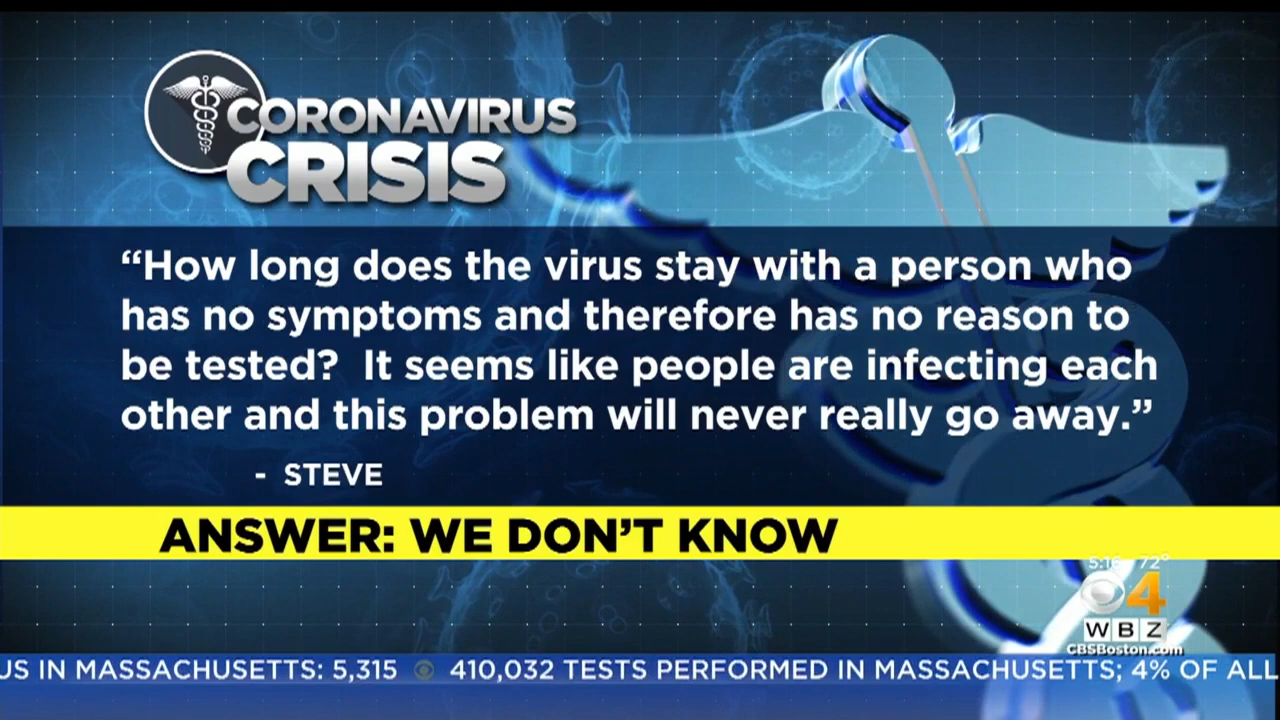 CORONAVIRUS
CRISIS
“How long does the virus stay with a person who
has no symptoms and therefore has no reason to
be tested?  It seems like people are infecting each
other and this problem will never really go away.”
- STEVE
ANSWER: WE DON’T KNOW
5:16 72°
4
WBZ
CBSBoston.com
US IN MASSACHUSETTS: 5,315 410,032 TESTS PERFORMED IN MASSACHUSETTS; 4% OF ALL